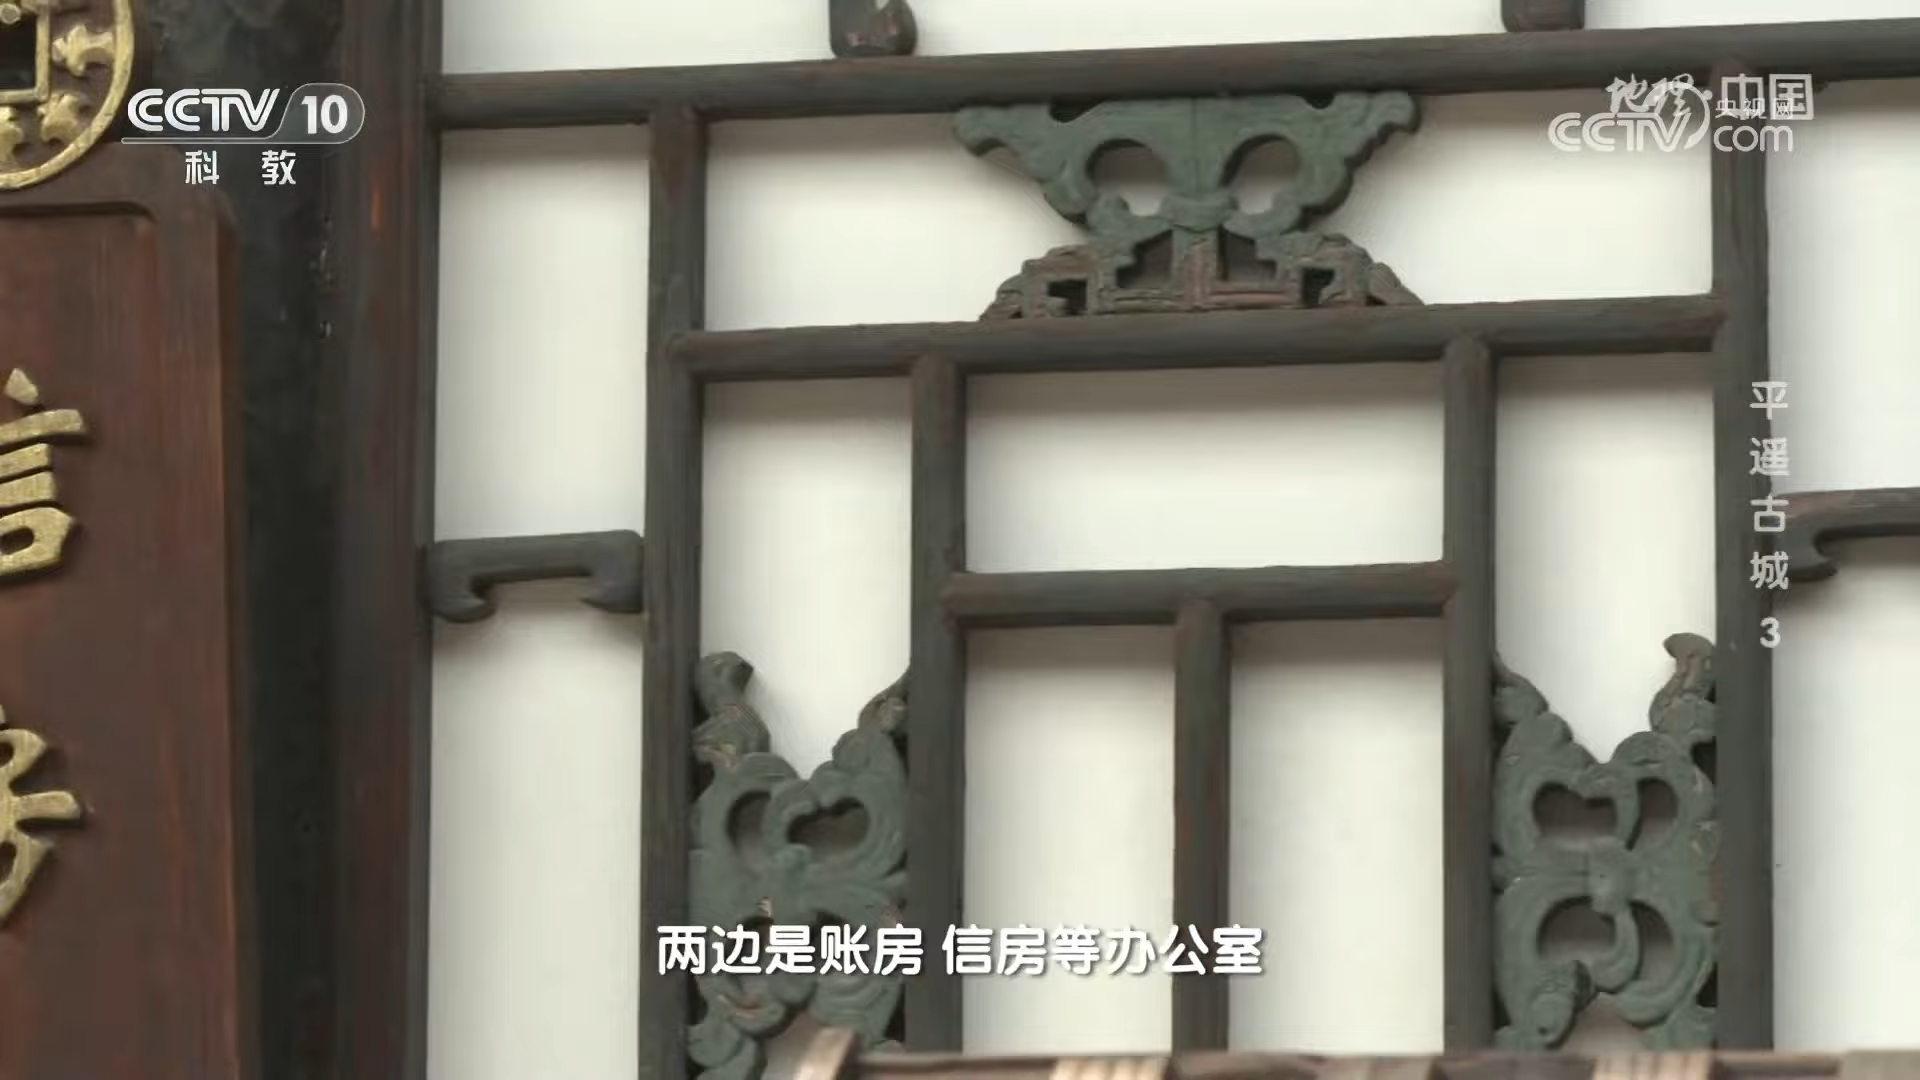 CCTV 10
科教
地理·中国
央视网
CCTV.com
平遥古城 3
信
两边是账房 信房等办公室